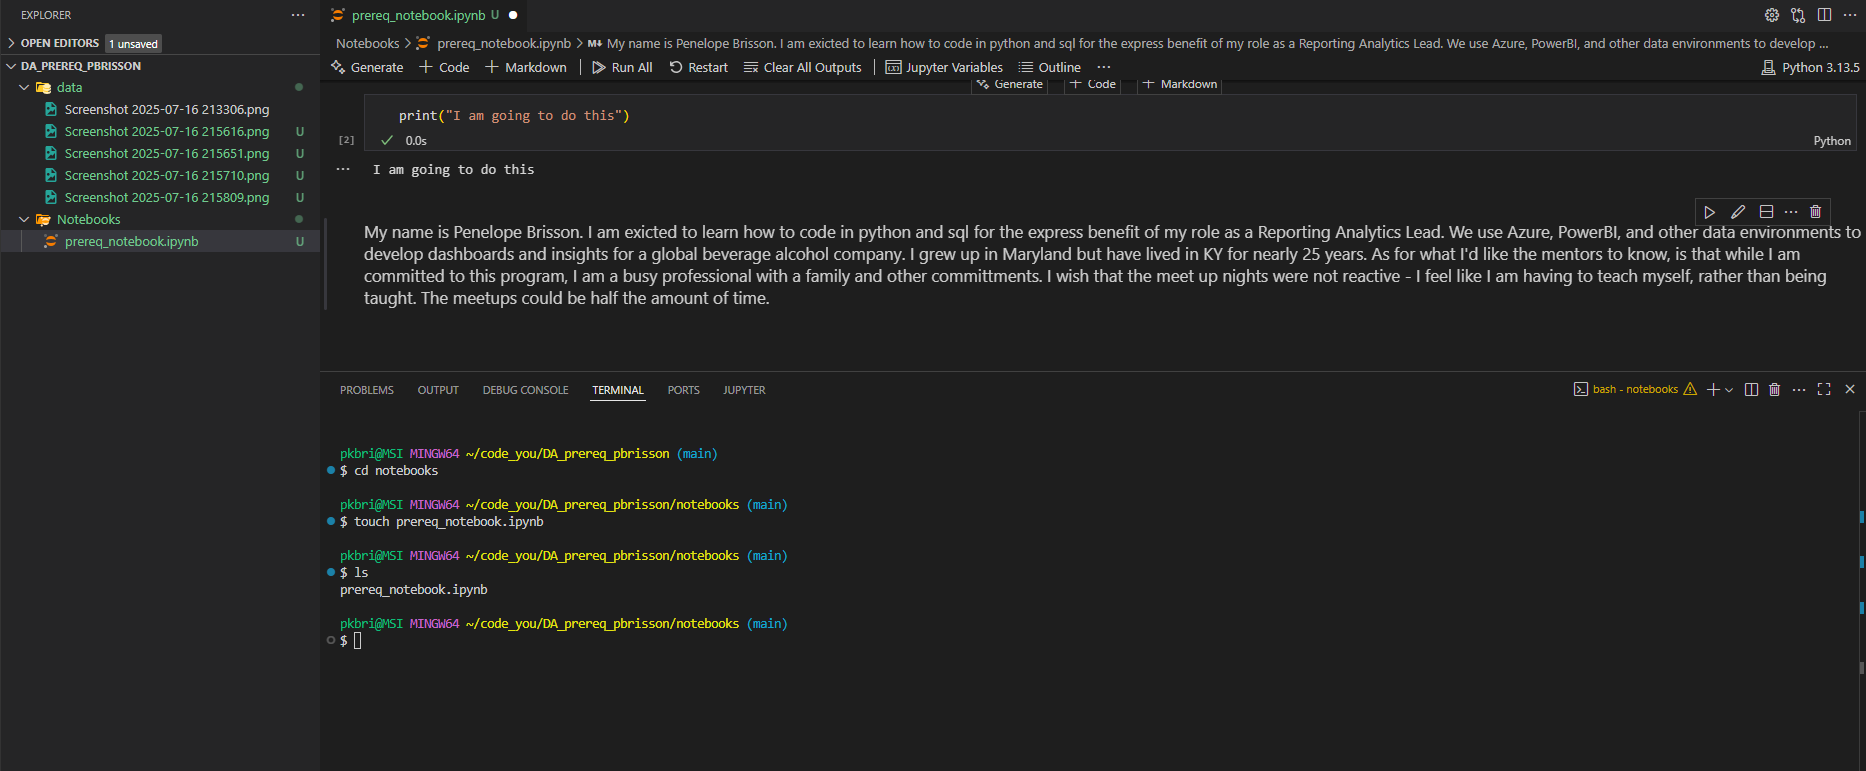 EXPLORER
···
OPEN EDITORS 1 unsaved
DA_PREREQ_PBRISSON
data
Screenshot 2025-07-16 213306.png
Screenshot 2025-07-16 215616.png U
Screenshot 2025-07-16 215651.png U
Screenshot 2025-07-16 215710.png U
Screenshot 2025-07-16 215809.png U
Notebooks
prereq_notebook.ipynb U
prereq_notebook.ipynb U
Notebooks > prereq_notebook.ipynb > M↓ My name is Penelope Brisson. I am exicted to learn how to code in python and sql for the express benefit of my role as a Reporting Analytics Lead. We use Azure, PowerBI, and other data environments to develop ...
Generate + Code + Markdown Run All Restart Clear All Outputs Jupyter Variables Outline ··· Python 3.13.5
Generate + Code + Markdown
print("I am going to do this")
[2] 0.0s Python
··· I am going to do this
My name is Penelope Brisson. I am exicted to learn how to code in python and sql for the express benefit of my role as a Reporting Analytics Lead. We use Azure, PowerBI, and other data environments to
develop dashboards and insights for a global beverage alcohol company. I grew up in Maryland but have lived in KY for nearly 25 years. As for what I'd like the mentors to know, is that while I am
committed to this program, I am a busy professional with a family and other committments. I wish that the meet up nights were not reactive - I feel like I am having to teach myself, rather than being
taught. The meetups could be half the amount of time.
PROBLEMS OUTPUT DEBUG CONSOLE TERMINAL PORTS JUPYTER
bash - notebooks
pkbri@MSI MINGW64 ~/code_you/DA_prereq_pbrisson (main)
$ cd notebooks
pkbri@MSI MINGW64 ~/code_you/DA_prereq_pbrisson/notebooks (main)
$ touch prereq_notebook.ipynb
pkbri@MSI MINGW64 ~/code_you/DA_prereq_pbrisson/notebooks (main)
$ ls
prereq_notebook.ipynb
pkbri@MSI MINGW64 ~/code_you/DA_prereq_pbrisson/notebooks (main)
$